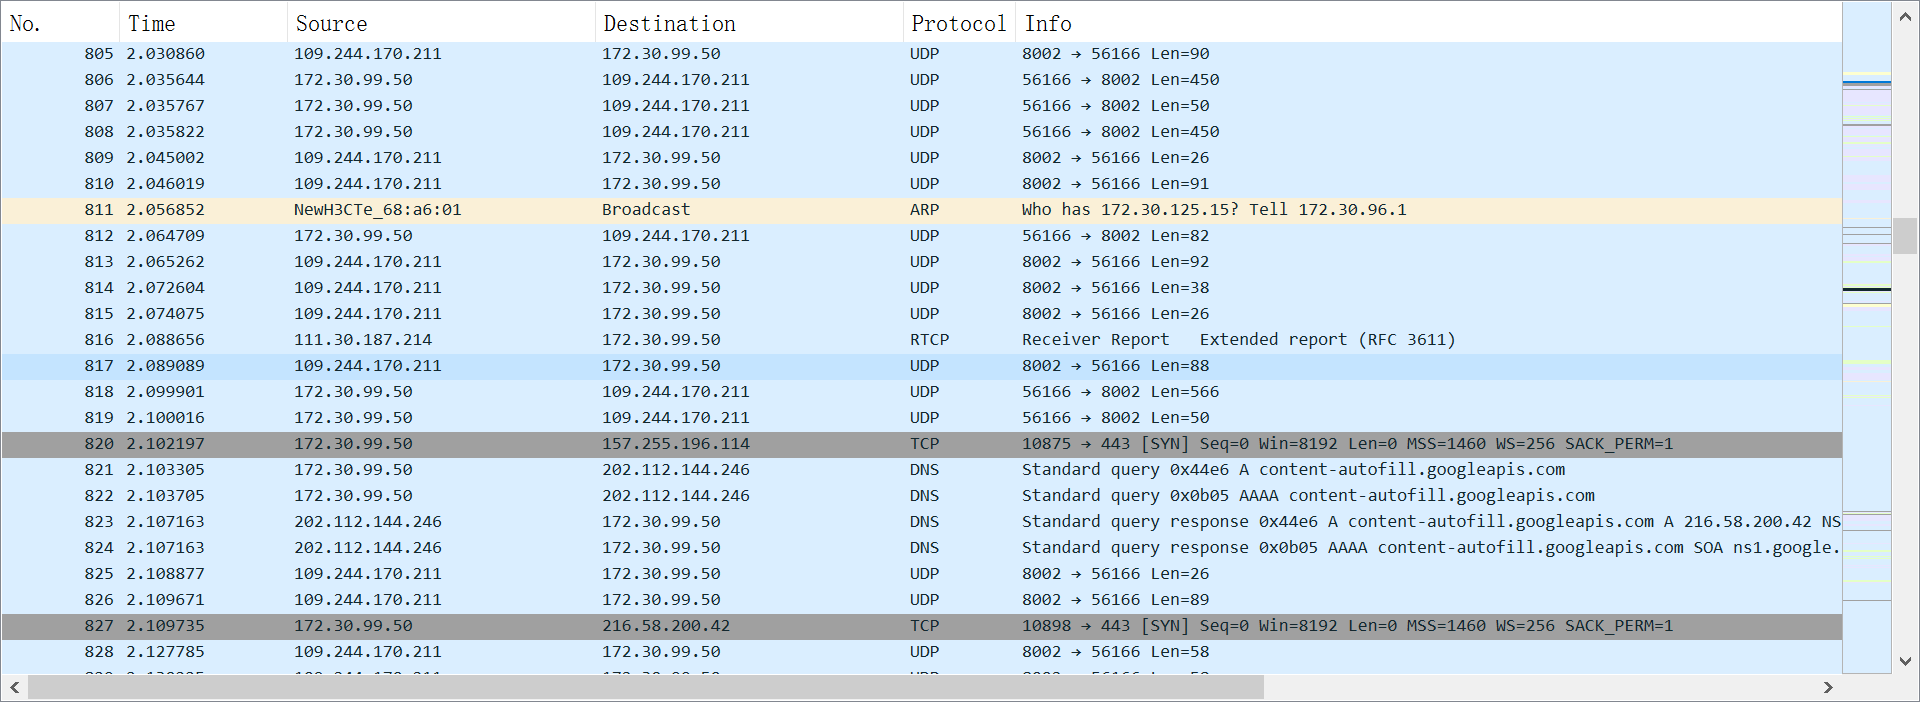 No. Time Source Destination Protocol Info
805 2.030860 109.244.170.211 172.30.99.50 UDP 8002 → 56166 Len=90
806 2.035644 172.30.99.50 109.244.170.211 UDP 56166 → 8002 Len=450
807 2.035767 172.30.99.50 109.244.170.211 UDP 56166 → 8002 Len=50
808 2.035822 172.30.99.50 109.244.170.211 UDP 56166 → 8002 Len=450
809 2.045002 109.244.170.211 172.30.99.50 UDP 8002 → 56166 Len=26
810 2.046019 109.244.170.211 172.30.99.50 UDP 8002 → 56166 Len=91
811 2.056852 NewH3CTe_68:a6:01 Broadcast ARP Who has 172.30.125.15? Tell 172.30.96.1
812 2.064709 172.30.99.50 109.244.170.211 UDP 56166 → 8002 Len=82
813 2.065262 109.244.170.211 172.30.99.50 UDP 8002 → 56166 Len=92
814 2.072604 109.244.170.211 172.30.99.50 UDP 8002 → 56166 Len=38
815 2.074075 109.244.170.211 172.30.99.50 UDP 8002 → 56166 Len=26
816 2.088656 111.30.187.214 172.30.99.50 RTCP Receiver Report Extended report (RFC 3611)
817 2.089089 109.244.170.211 172.30.99.50 UDP 8002 → 56166 Len=88
818 2.099901 172.30.99.50 109.244.170.211 UDP 56166 → 8002 Len=566
819 2.100016 172.30.99.50 109.244.170.211 UDP 56166 → 8002 Len=50
820 2.102197 172.30.99.50 157.255.196.114 TCP 10875 → 443 [SYN] Seq=0 Win=8192 Len=0 MSS=1460 WS=256 SACK_PERM=1
821 2.103305 172.30.99.50 202.112.144.246 DNS Standard query 0x44e6 A content-autofill.googleapis.com
822 2.103705 172.30.99.50 202.112.144.246 DNS Standard query 0x0b05 AAAA content-autofill.googleapis.com
823 2.107163 202.112.144.246 172.30.99.50 DNS Standard query response 0x44e6 A content-autofill.googleapis.com A 216.58.200.42 NS
824 2.107163 202.112.144.246 172.30.99.50 DNS Standard query response 0x0b05 AAAA content-autofill.googleapis.com SOA ns1.google.
825 2.108877 109.244.170.211 172.30.99.50 UDP 8002 → 56166 Len=26
826 2.109671 109.244.170.211 172.30.99.50 UDP 8002 → 56166 Len=89
827 2.109735 172.30.99.50 216.58.200.42 TCP 10898 → 443 [SYN] Seq=0 Win=8192 Len=0 MSS=1460 WS=256 SACK_PERM=1
828 2.127785 109.244.170.211 172.30.99.50 UDP 8002 → 56166 Len=58